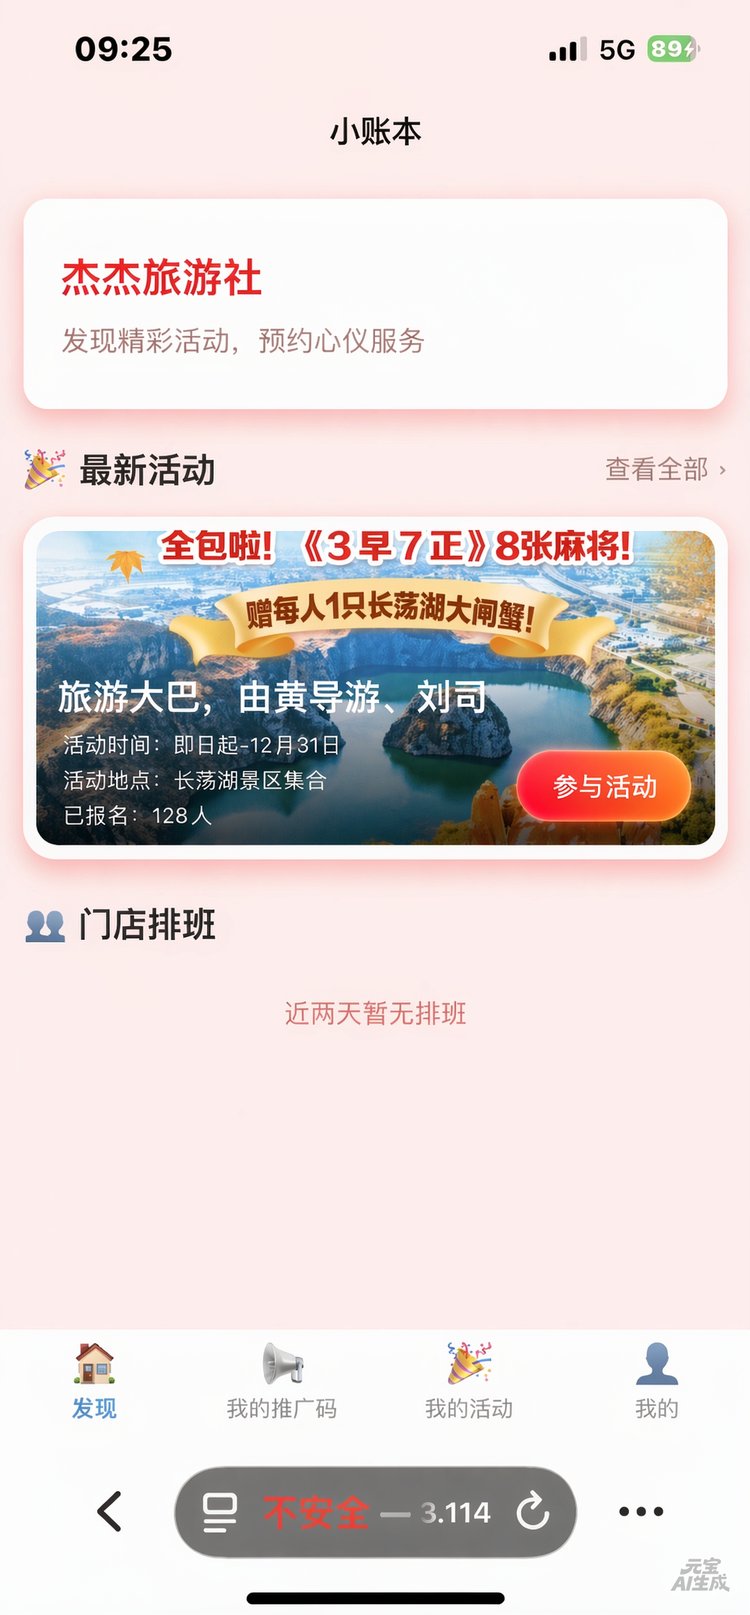 09:25
5G
89
小账本
杰杰旅游社
发现精彩活动，预约心仪服务
最新活动
查看全部 ›
全包啦！《3早7正》8张麻将！
赠每人1只长荡湖大闸蟹！
旅游大巴，由黄导游、刘司
活动时间：即日起-12月31日
活动地点：长荡湖景区集合
已报名：128人
参与活动
门店排班
近两天暂无排班
发现
我的推广码
我的活动
我的
不安全 — 3.114
元宝
AI生成